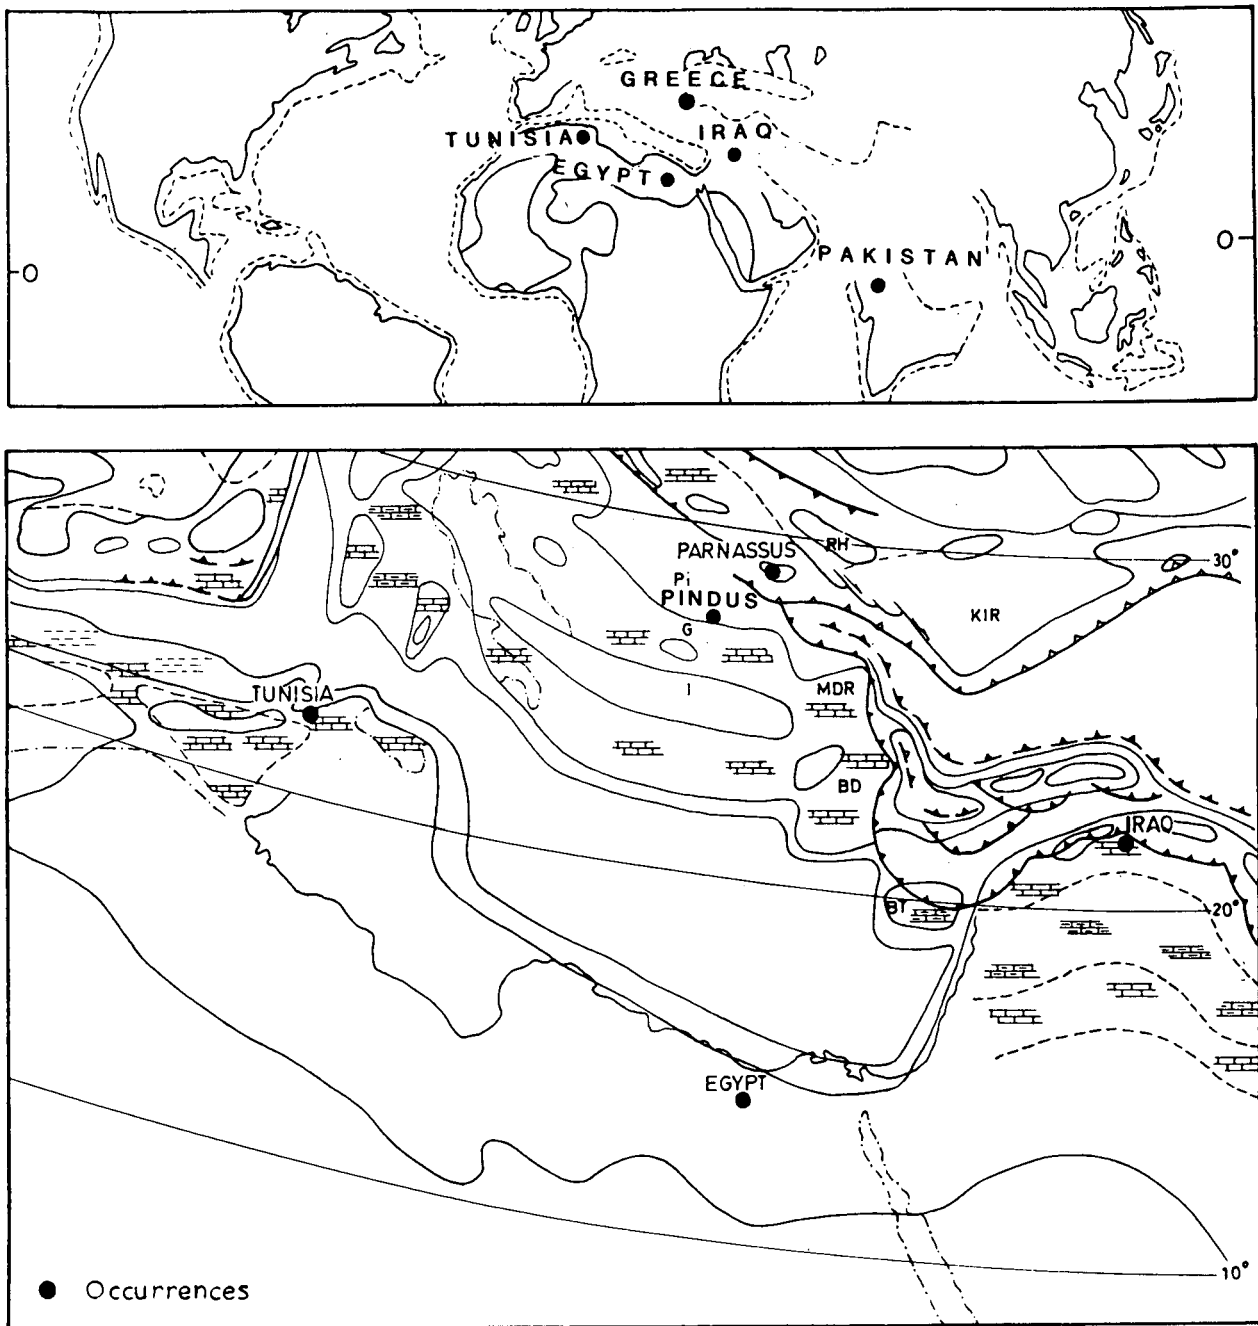 GREECE
TUNISIA
IRAQ
EGYPT
PAKISTAN
O
O
PARNASSUS
RH
30°
Pi
PINDUS
KIR
G
I
MDR
TUNISIA
BD
IRAQ
BT
20°
EGYPT
10°
Occurrences